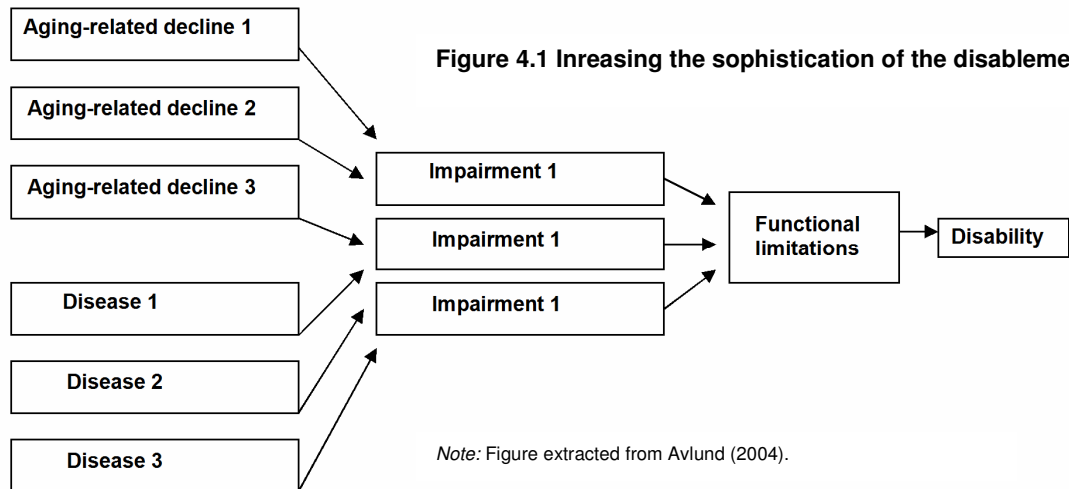 Aging-related decline 1
Figure 4.1 Inreasing the sophistication of the disableme
Aging-related decline 2
Aging-related decline 3
Impairment 1
Impairment 1
Impairment 1
Functional
limitations
Disability
Disease 1
Disease 2
Disease 3
Note: Figure extracted from Avlund (2004).